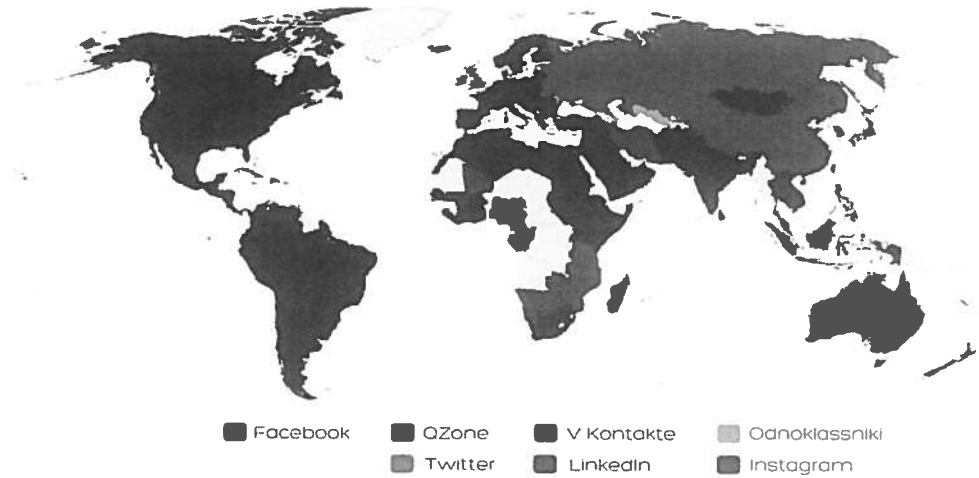 Facebook QZone V Kontakte Odnoklassniki
Twitter LinkedIn Instagram